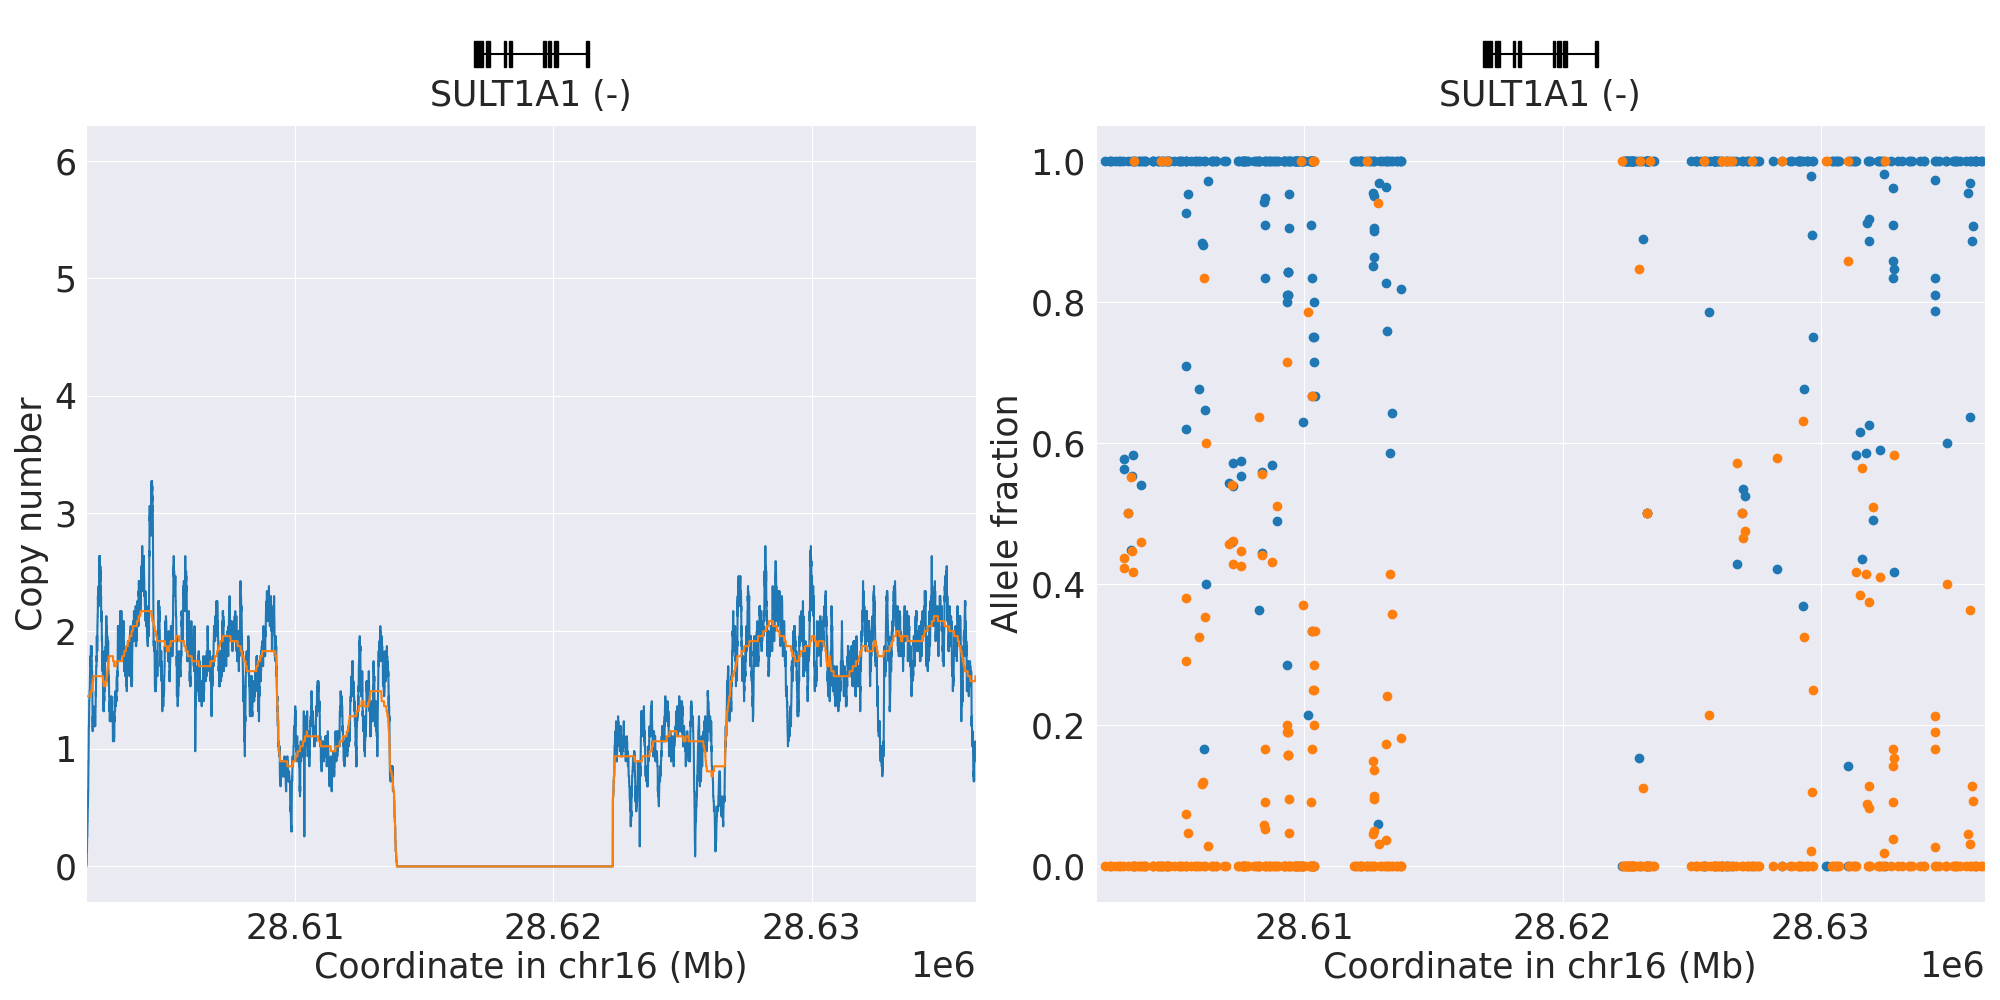 SULT1A1 (-)
6
5
4
3
2
1
0
Copy number
28.61
28.62
28.63
Coordinate in chr16 (Mb)
1e6
SULT1A1 (-)
1.0
0.8
0.6
0.4
0.2
0.0
Allele fraction
28.61
28.62
28.63
Coordinate in chr16 (Mb)
1e6